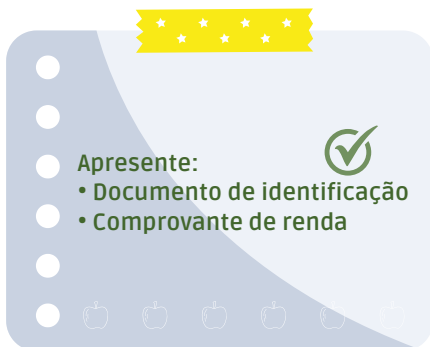 Apresente:
• Documento de identificação
• Comprovante de renda